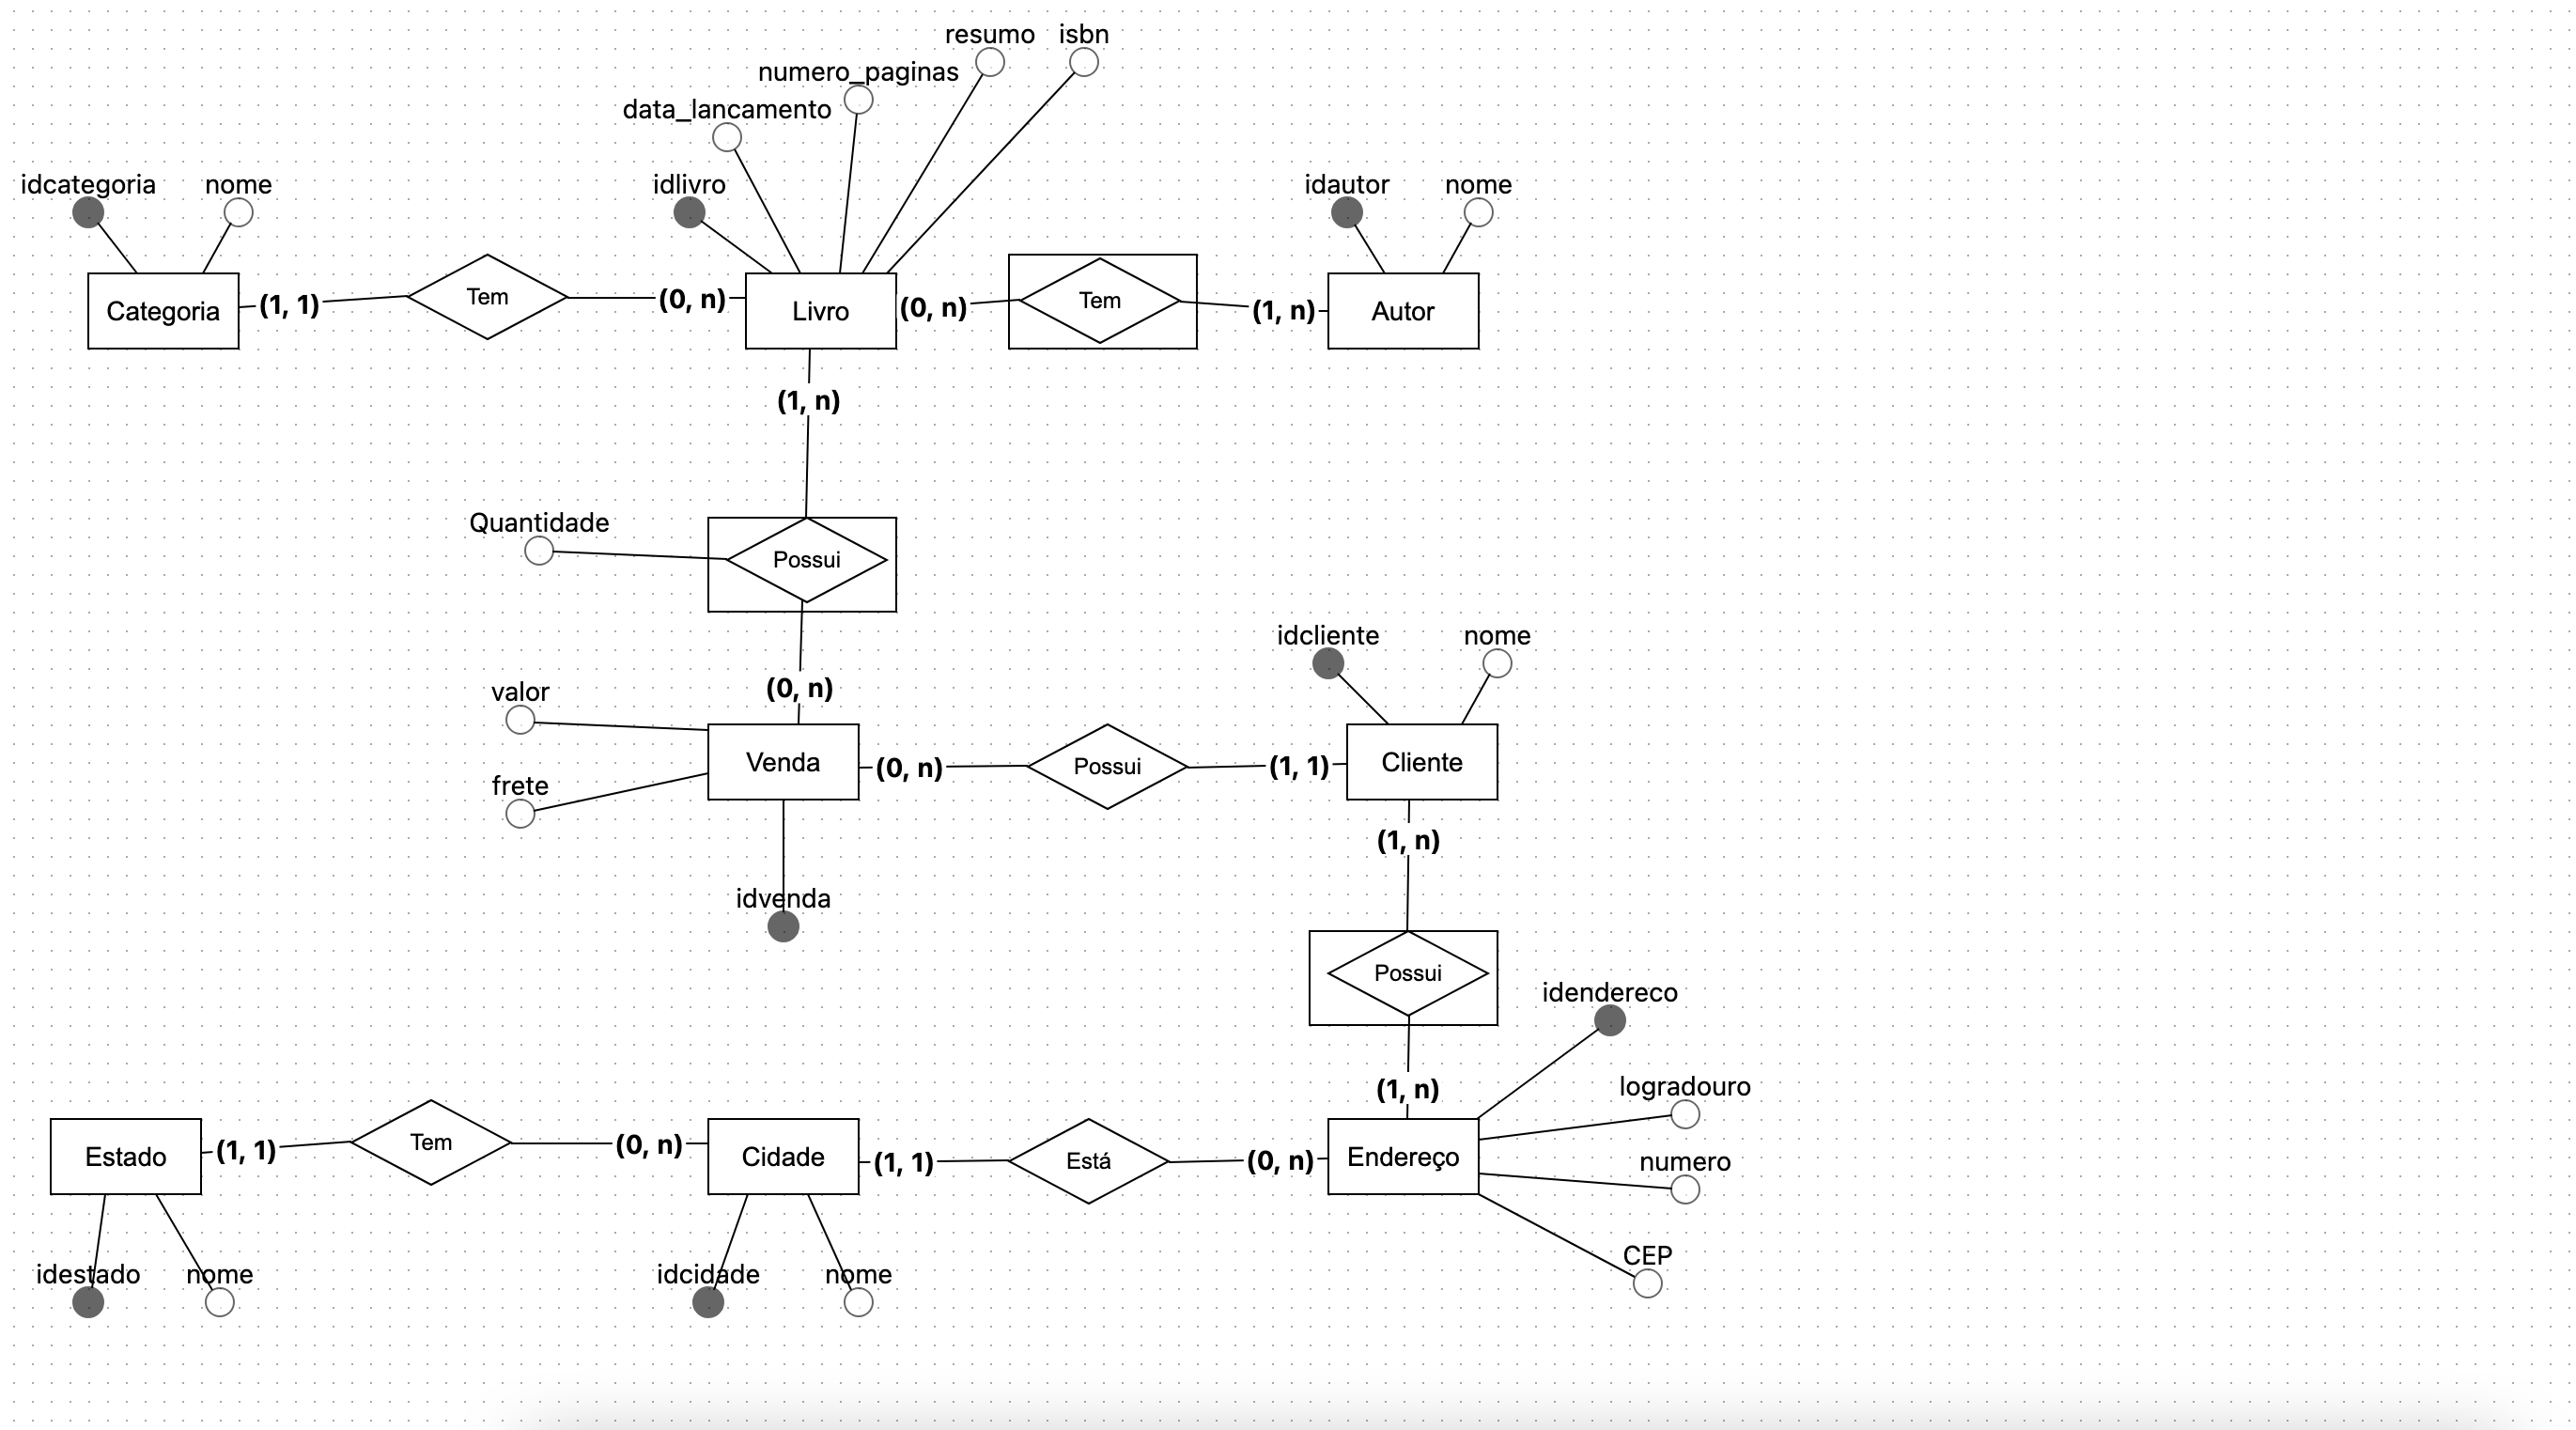 resumo isbn
numero_paginas
data_lancamento
idcategoria nome idlivro idautor nome
Categoria (1, 1) Tem (0, n) Livro (0, n) Tem (1, n) Autor
(1, n)
Quantidade
Possui
idcliente nome
(0, n)
valor
Venda (0, n) Possui (1, 1) Cliente
frete
(1, n)
idvenda
Possui
idendereco
(1, n)
logradouro
Estado (1, 1) Tem (0, n) Cidade (1, 1) Está (0, n) Endereço
numero
CEP
idestado nome idcidade nome